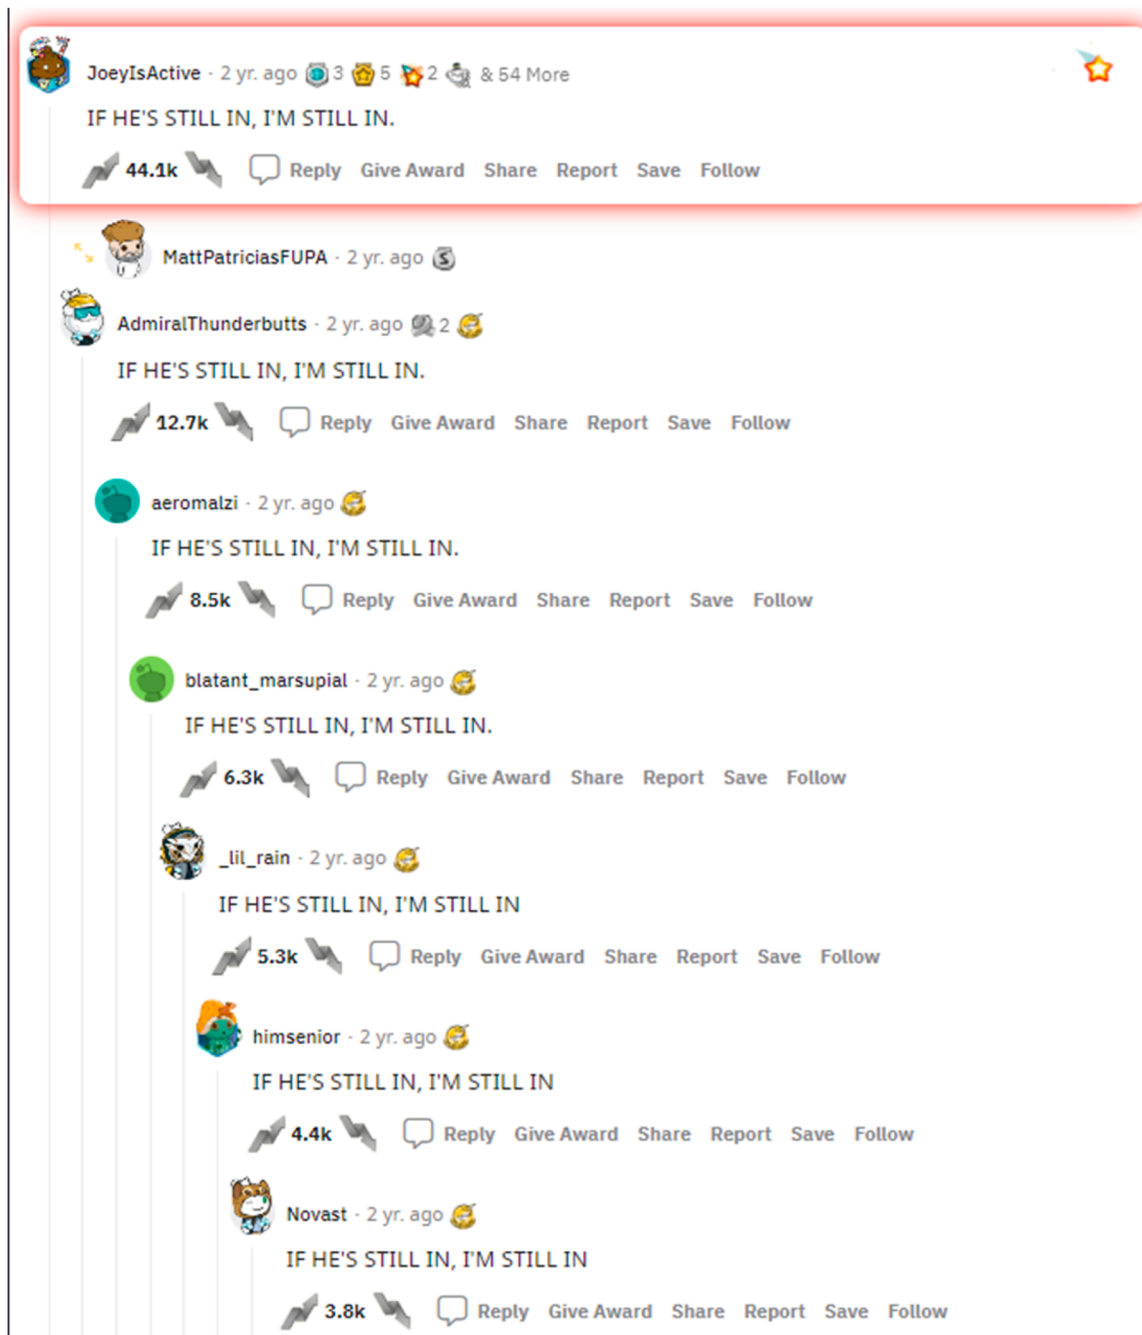 JoeyIsActive · 2 yr. ago 3 5 2 & 54 More
IF HE'S STILL IN, I'M STILL IN.
44.1k Reply Give Award Share Report Save Follow
MattPatriciasFUPA · 2 yr. ago S
AdmiralThunderbutts · 2 yr. ago 2
IF HE'S STILL IN, I'M STILL IN.
12.7k Reply Give Award Share Report Save Follow
aeromalzi · 2 yr. ago
IF HE'S STILL IN, I'M STILL IN.
8.5k Reply Give Award Share Report Save Follow
blatant_marsupial · 2 yr. ago
IF HE'S STILL IN, I'M STILL IN.
6.3k Reply Give Award Share Report Save Follow
_lil_rain · 2 yr. ago
IF HE'S STILL IN, I'M STILL IN
5.3k Reply Give Award Share Report Save Follow
himsenior · 2 yr. ago
IF HE'S STILL IN, I'M STILL IN
4.4k Reply Give Award Share Report Save Follow
Novast · 2 yr. ago
IF HE'S STILL IN, I'M STILL IN
3.8k Reply Give Award Share Report Save Follow